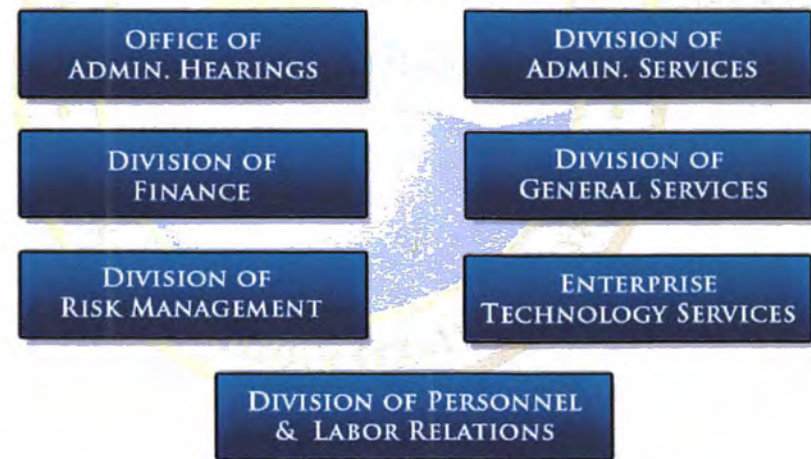 OFFICE OF
ADMIN. HEARINGS
DIVISION OF
ADMIN. SERVICES
DIVISION OF
FINANCE
DIVISION OF
GENERAL SERVICES
DIVISION OF
RISK MANAGEMENT
ENTERPRISE
TECHNOLOGY SERVICES
DIVISION OF PERSONNEL
& LABOR RELATIONS